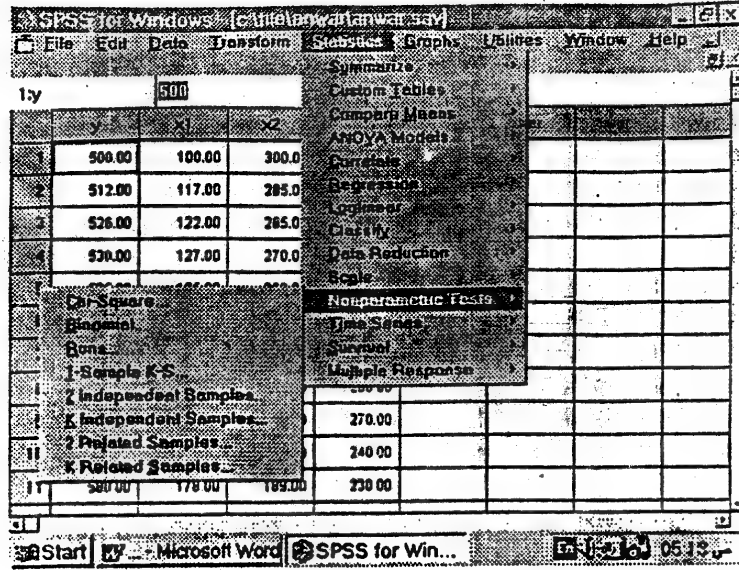 SPSS for Windows - [c:\file\anwar\anwar.sav]
File Edit Data Transform Statistics Graphs Utilities Window Help
1:y 500
y x1 x2
1 500.00 100.00 300.0
2 512.00 117.00 285.0
3 526.00 122.00 285.0
4 530.00 127.00 270.0
Summarize
Custom Tables
Compare Means
ANOVA Models
Correlate
Regression
Loglinear
Classify
Data Reduction
Scale
Nonparametric Tests
Time Series
Survival
Multiple Response
Chi-Square...
Binomial...
Runs...
1-Sample K-S...
2 Independent Samples...
K Independent Samples...
2 Related Samples...
K Related Samples...
270.00
240.00
11 580.00 178.00 189.00 230.00
Start Microsoft Word SPSS for Win... En 05:13 ص